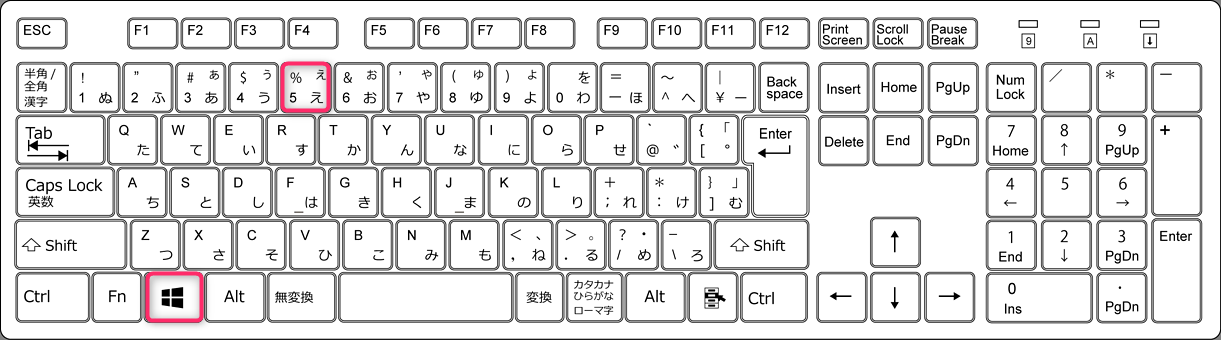 ESC F1 F2 F3 F4 F5 F6 F7 F8 F9 F10 F11 F12 Print Screen Scroll Lock Pause Break 9 A ⬇
半角/全角 漢字 ! 1 ぬ ” 2 ふ # ぁ 3 あ $ ぅ 4 う % ぇ 5 え & ぉ 6 お ’ ゃ 7 や ( ゅ 8 ゆ ) ょ 9 よ を 0 わ = ー ほ ～ ^ へ | ¥ ー Back space Insert Home PgUp Num Lock ／ ＊ －
Tab Q た W て E い R す T か Y ん U な I に O ら P せ ` @ ゛ { 「 [ ゜ Enter Delete End PgDn 7 Home 8 ↑ 9 PgUp +
Caps Lock 英数 A ち S と D し F _は G き H く J _ま K の L り + ; れ * : け } 」 ] む 4 ← 5 6 →
Shift Z つ X さ C そ V ひ B こ N み M も < 、 , ね > 。 . る ? ・ / め _ \ ろ Shift ↑ 1 End 2 ↓ 3 PgDn Enter
Ctrl Fn Alt 無変換 変換 カタカナ ひらがな ローマ字 Alt Ctrl ← ↓ → 0 Ins . PgDn